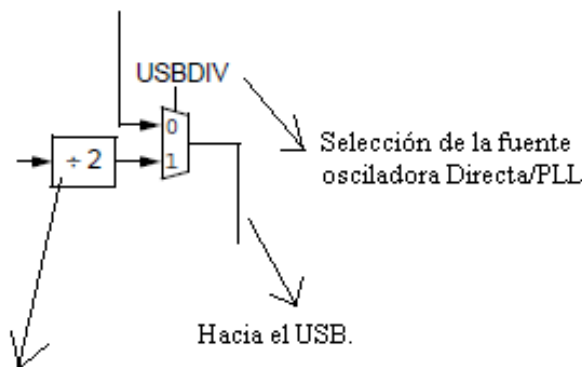 USBDIV
0
÷ 2
1
Selección de la fuente
osciladora Directa/PLL
Hacia el USB.